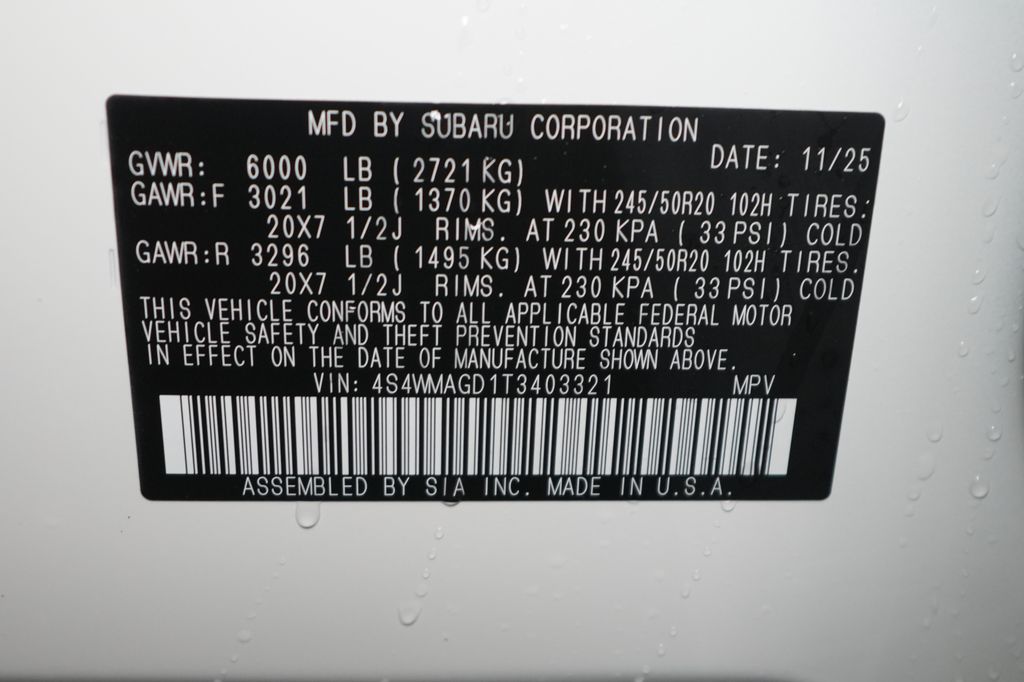 MFD BY SUBARU CORPORATION
DATE: 11/25
GVWR: 6000 LB ( 2721 KG)
GAWR:F 3021 LB ( 1370 KG) WITH 245/50R20 102H TIRES.
20X7 1/2J RIMS. AT 230 KPA ( 33 PSI) COLD
GAWR:R 3296 LB ( 1495 KG) WITH 245/50R20 102H TIRES.
20X7 1/2J RIMS. AT 230 KPA ( 33 PSI) COLD
THIS VEHICLE CONFORMS TO ALL APPLICABLE FEDERAL MOTOR
VEHICLE SAFETY AND THEFT PREVENTION STANDARDS
IN EFFECT ON THE DATE OF MANUFACTURE SHOWN ABOVE.
VIN: 4S4WMAGD1T3403321 MPV
ASSEMBLED BY SIA INC. MADE IN U.S.A.